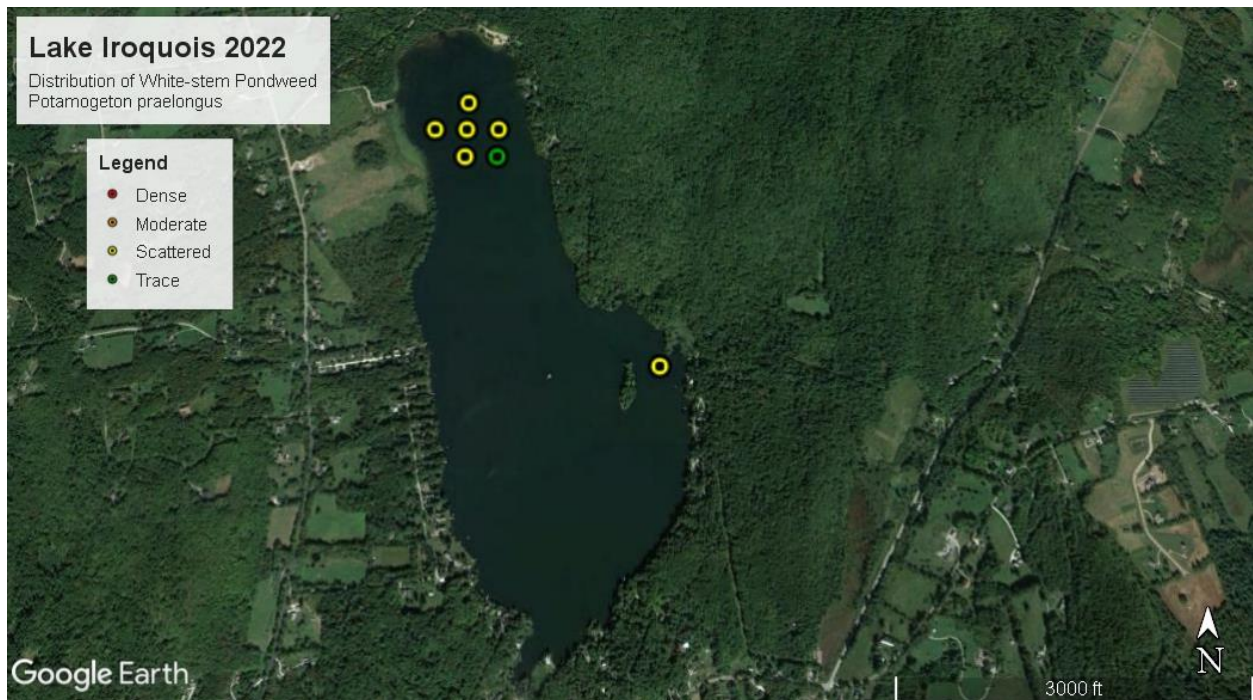 Lake Iroquois 2022
Distribution of White-stem Pondweed
Potamogeton praelongus
Legend
Dense
Moderate
Scattered
Trace
Google Earth
N
3000 ft